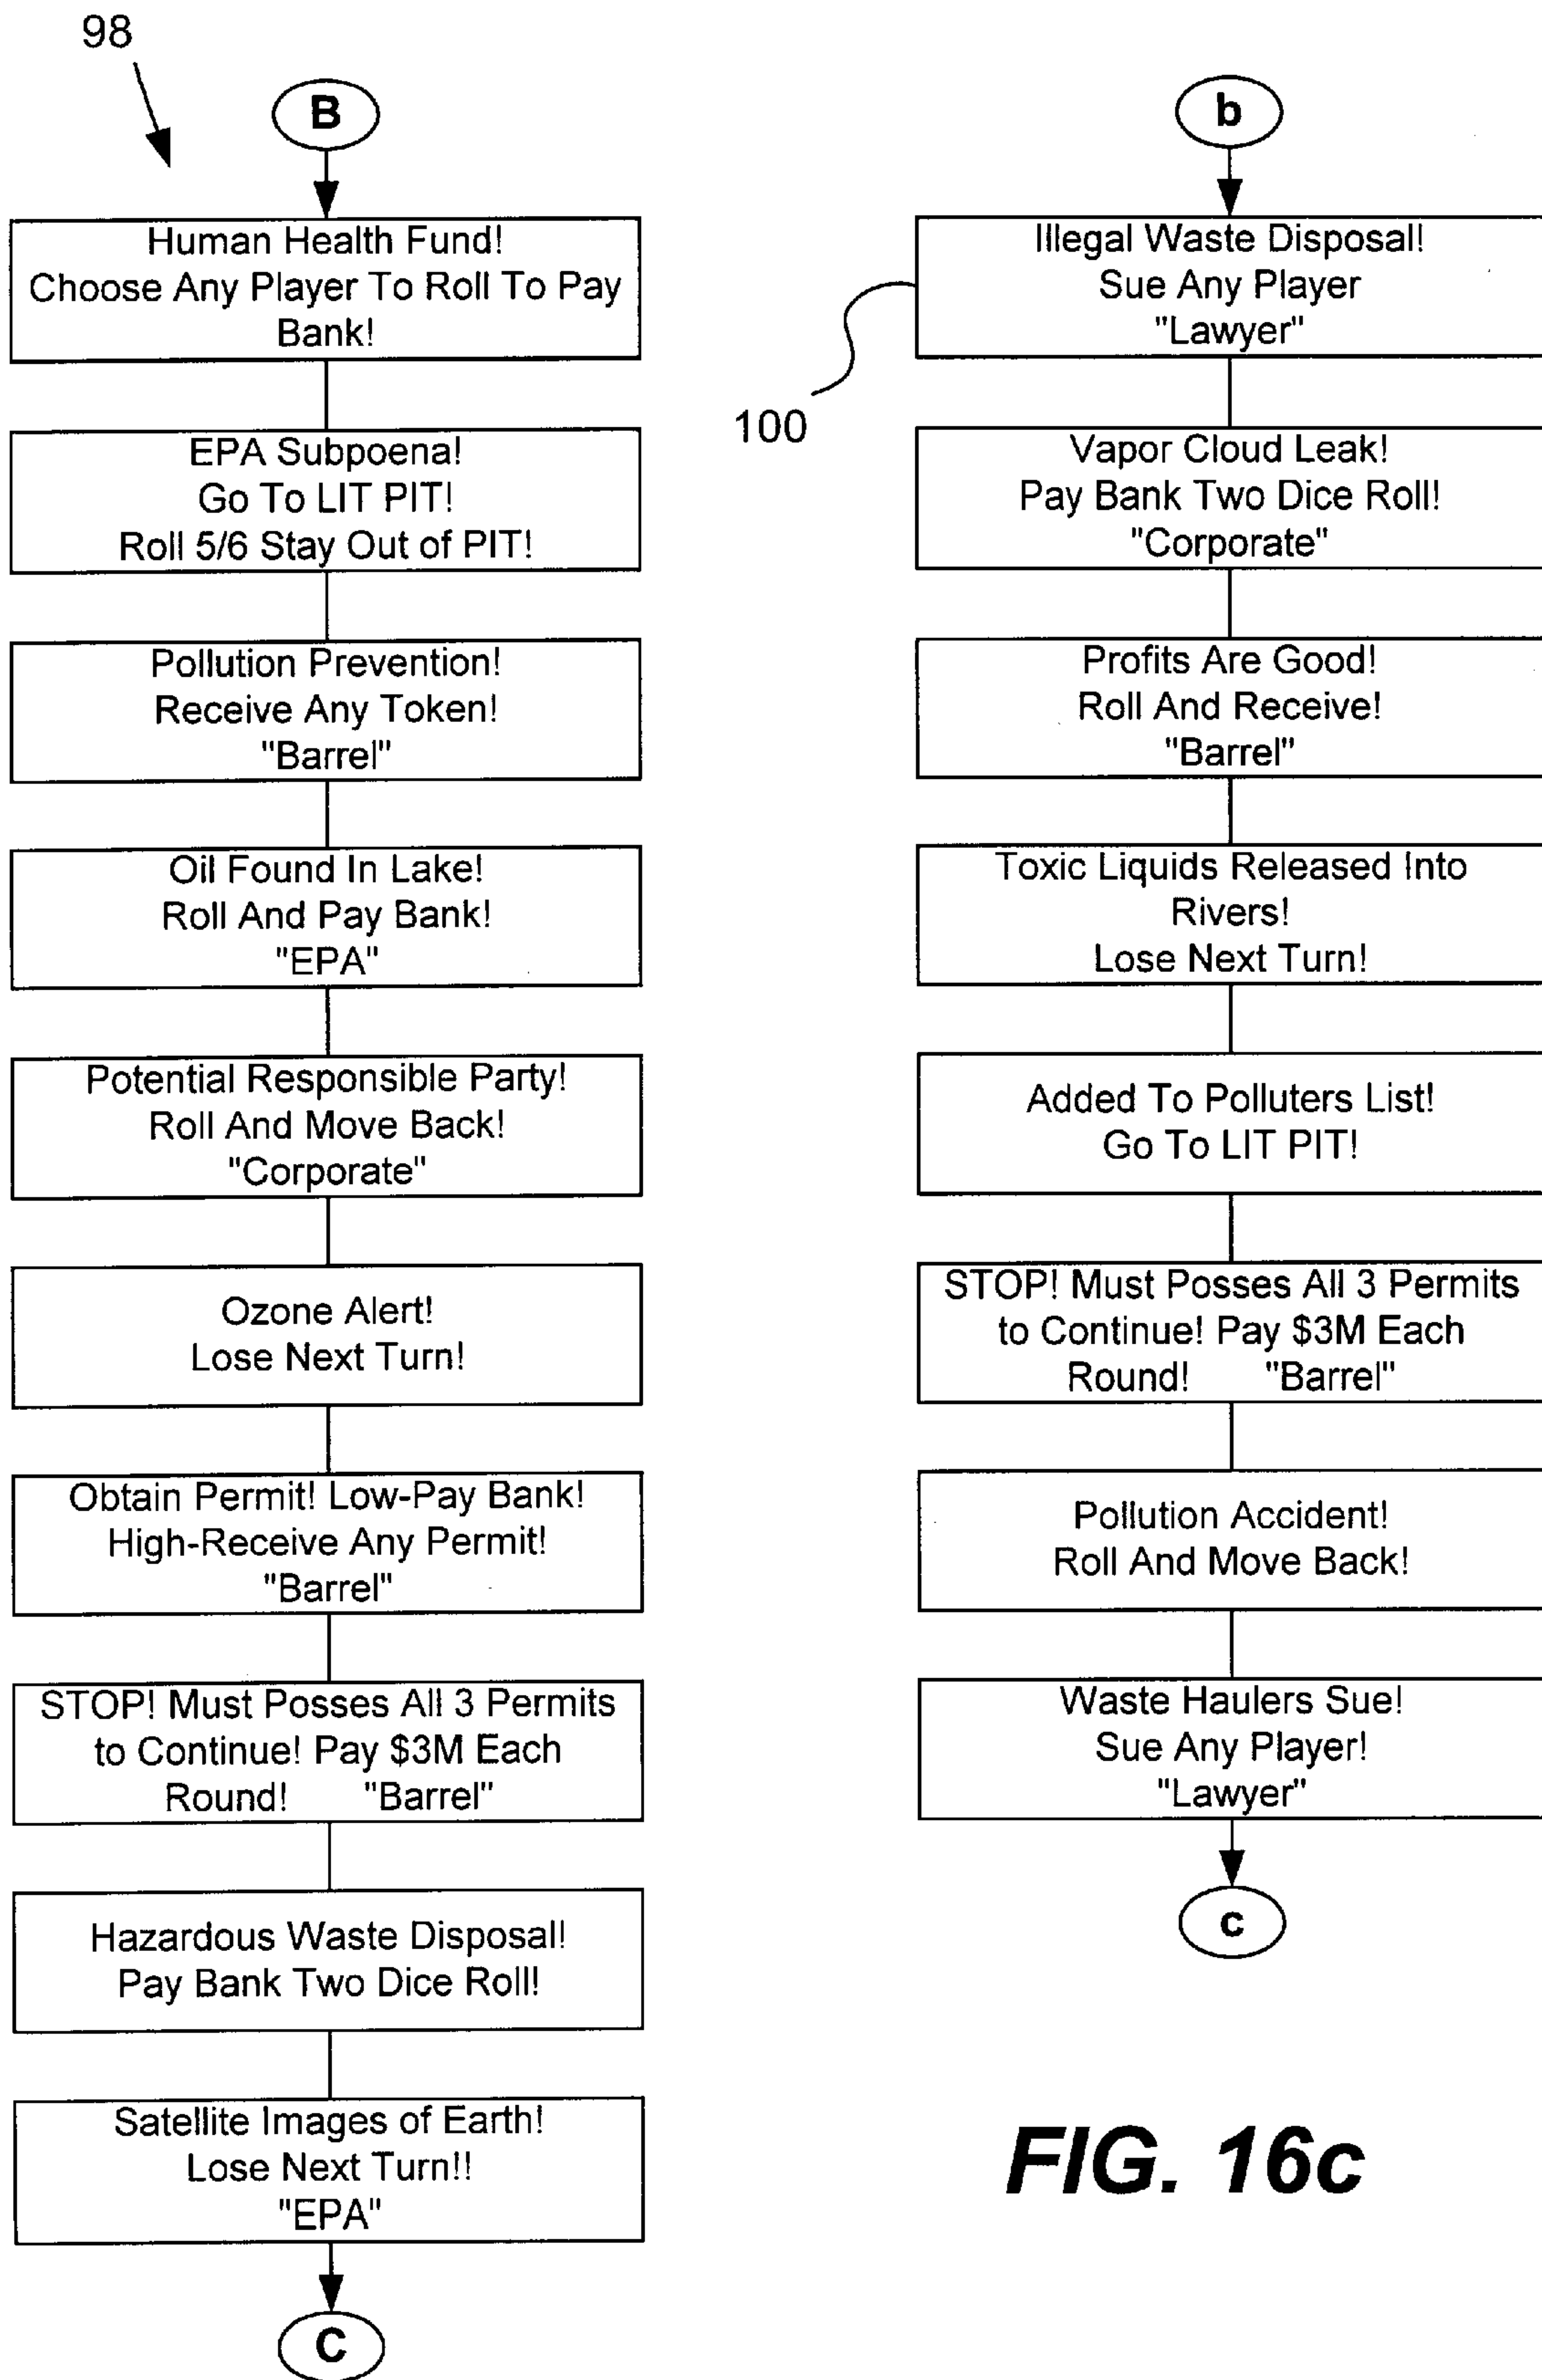 98
B
Human Health Fund!
Choose Any Player To Roll To Pay
Bank!
EPA Subpoena!
Go To LIT PIT!
Roll 5/6 Stay Out of PIT!
Pollution Prevention!
Receive Any Token!
"Barrel"
Oil Found In Lake!
Roll And Pay Bank!
"EPA"
Potential Responsible Party!
Roll And Move Back!
"Corporate"
Ozone Alert!
Lose Next Turn!
Obtain Permit! Low-Pay Bank!
High-Receive Any Permit!
"Barrel"
STOP! Must Posses All 3 Permits
to Continue! Pay $3M Each
Round! "Barrel"
Hazardous Waste Disposal!
Pay Bank Two Dice Roll!
Satellite Images of Earth!
Lose Next Turn!!
"EPA"
C
b
Illegal Waste Disposal!
Sue Any Player
"Lawyer"
100
Vapor Cloud Leak!
Pay Bank Two Dice Roll!
"Corporate"
Profits Are Good!
Roll And Receive!
"Barrel"
Toxic Liquids Released Into
Rivers!
Lose Next Turn!
Added To Polluters List!
Go To LIT PIT!
STOP! Must Posses All 3 Permits
to Continue! Pay $3M Each
Round! "Barrel"
Pollution Accident!
Roll And Move Back!
Waste Haulers Sue!
Sue Any Player!
"Lawyer"
c
FIG. 16c